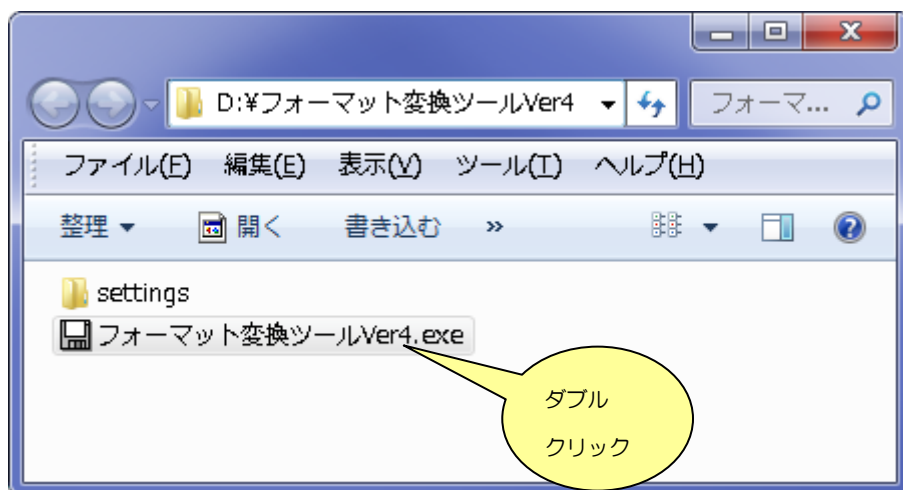 D:¥フォーマット変換ツールVer4
フォーマ...
ファイル(F) 編集(E) 表示(V) ツール(T) ヘルプ(H)
整理 開く 書き込む »
settings
フォーマット変換ツールVer4.exe
ダブル
クリック